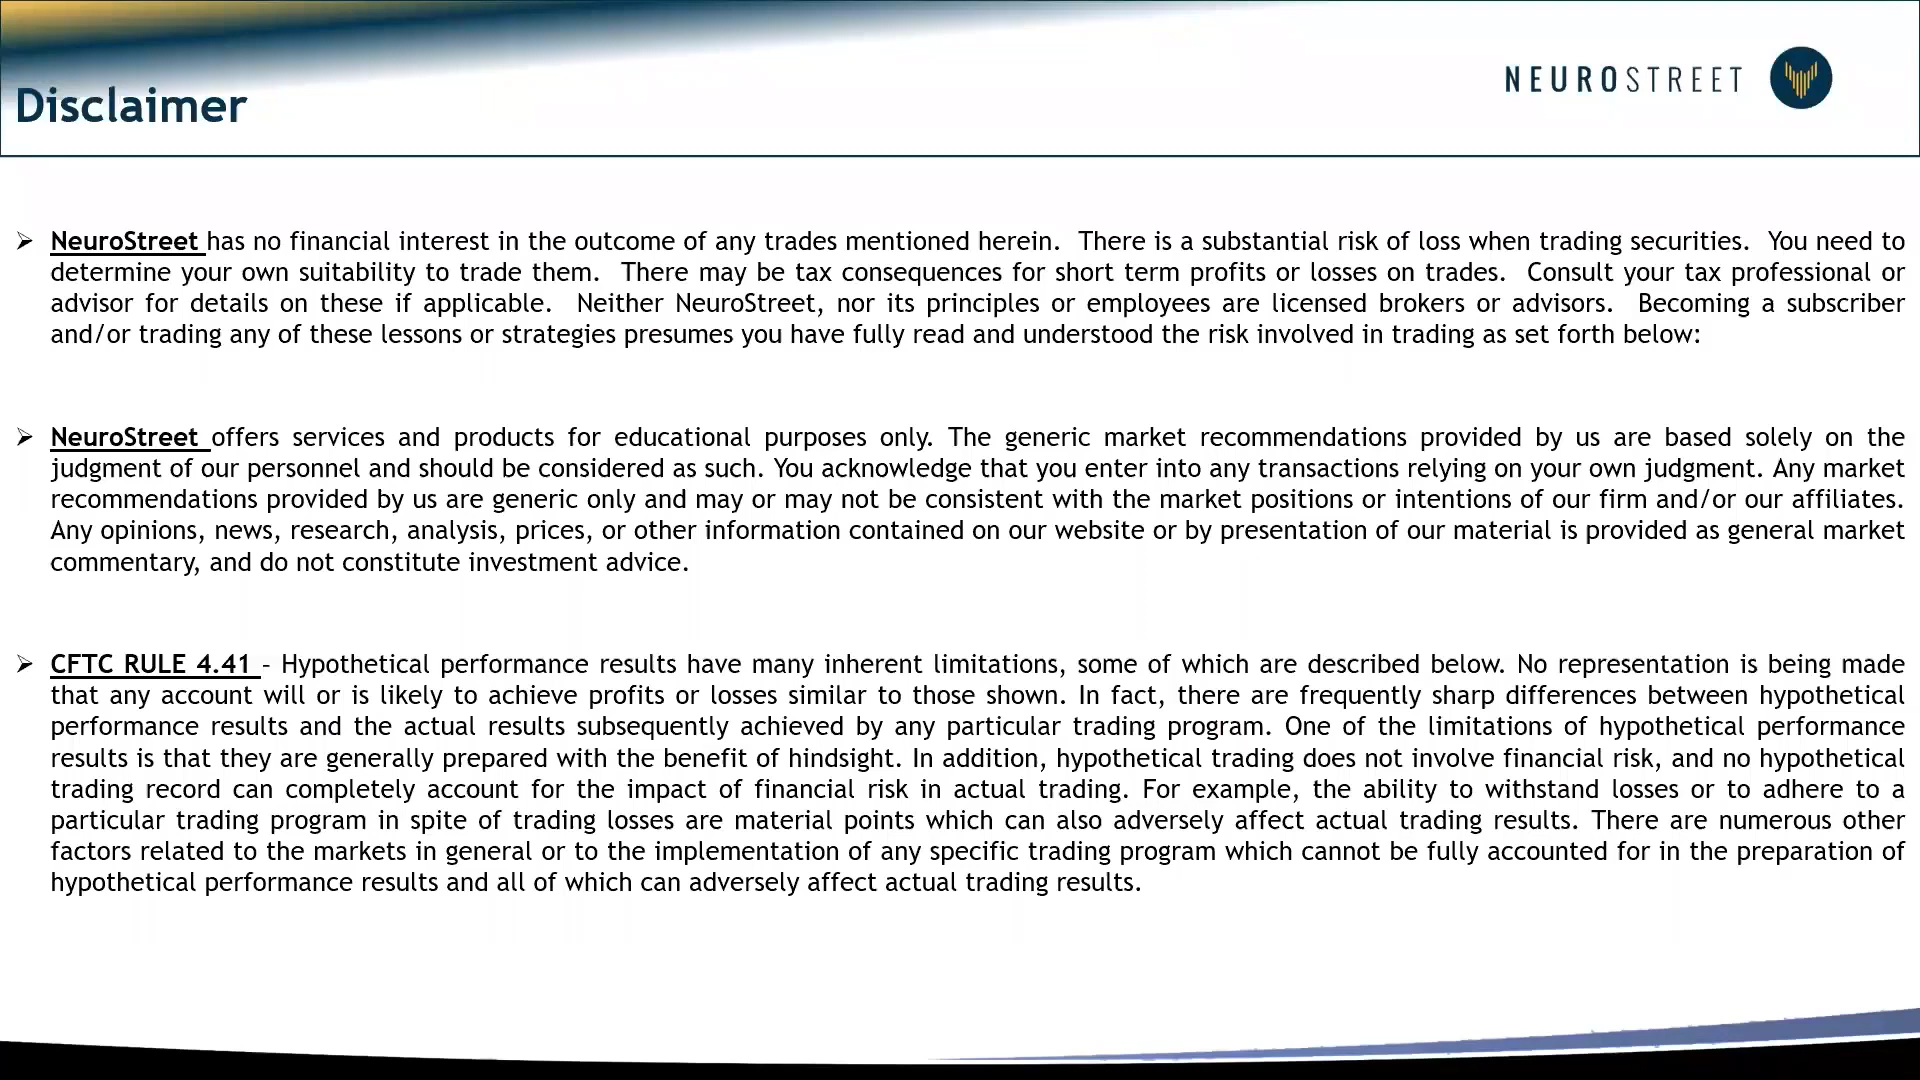 NEUROSTREET
Disclaimer
➢ NeuroStreet has no financial interest in the outcome of any trades mentioned herein. There is a substantial risk of loss when trading securities. You need to
determine your own suitability to trade them. There may be tax consequences for short term profits or losses on trades. Consult your tax professional or
advisor for details on these if applicable. Neither NeuroStreet, nor its principles or employees are licensed brokers or advisors. Becoming a subscriber
and/or trading any of these lessons or strategies presumes you have fully read and understood the risk involved in trading as set forth below:
➢ NeuroStreet offers services and products for educational purposes only. The generic market recommendations provided by us are based solely on the
judgment of our personnel and should be considered as such. You acknowledge that you enter into any transactions relying on your own judgment. Any market
recommendations provided by us are generic only and may or may not be consistent with the market positions or intentions of our firm and/or our affiliates.
Any opinions, news, research, analysis, prices, or other information contained on our website or by presentation of our material is provided as general market
commentary, and do not constitute investment advice.
➢ CFTC RULE 4.41 – Hypothetical performance results have many inherent limitations, some of which are described below. No representation is being made
that any account will or is likely to achieve profits or losses similar to those shown. In fact, there are frequently sharp differences between hypothetical
performance results and the actual results subsequently achieved by any particular trading program. One of the limitations of hypothetical performance
results is that they are generally prepared with the benefit of hindsight. In addition, hypothetical trading does not involve financial risk, and no hypothetical
trading record can completely account for the impact of financial risk in actual trading. For example, the ability to withstand losses or to adhere to a
particular trading program in spite of trading losses are material points which can also adversely affect actual trading results. There are numerous other
factors related to the markets in general or to the implementation of any specific trading program which cannot be fully accounted for in the preparation of
hypothetical performance results and all of which can adversely affect actual trading results.